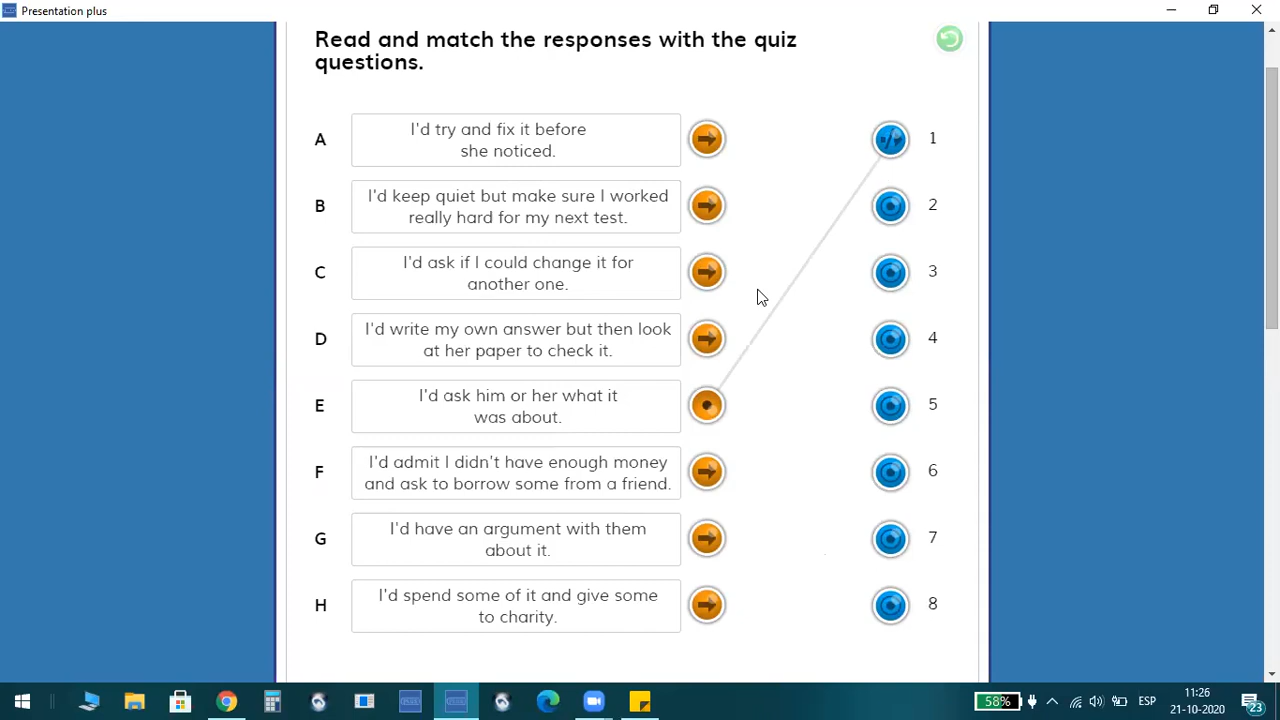 Presentation plus
Read and match the responses with the quiz
questions.
A
I'd try and fix it before
she noticed.
1
B
I'd keep quiet but make sure I worked
really hard for my next test.
2
C
I'd ask if I could change it for
another one.
3
D
I'd write my own answer but then look
at her paper to check it.
4
E
I'd ask him or her what it
was about.
5
F
I'd admit I didn't have enough money
and ask to borrow some from a friend.
6
G
I'd have an argument with them
about it.
7
H
I'd spend some of it and give some
to charity.
8
58%
ESP
11:26
21-10-2020
23